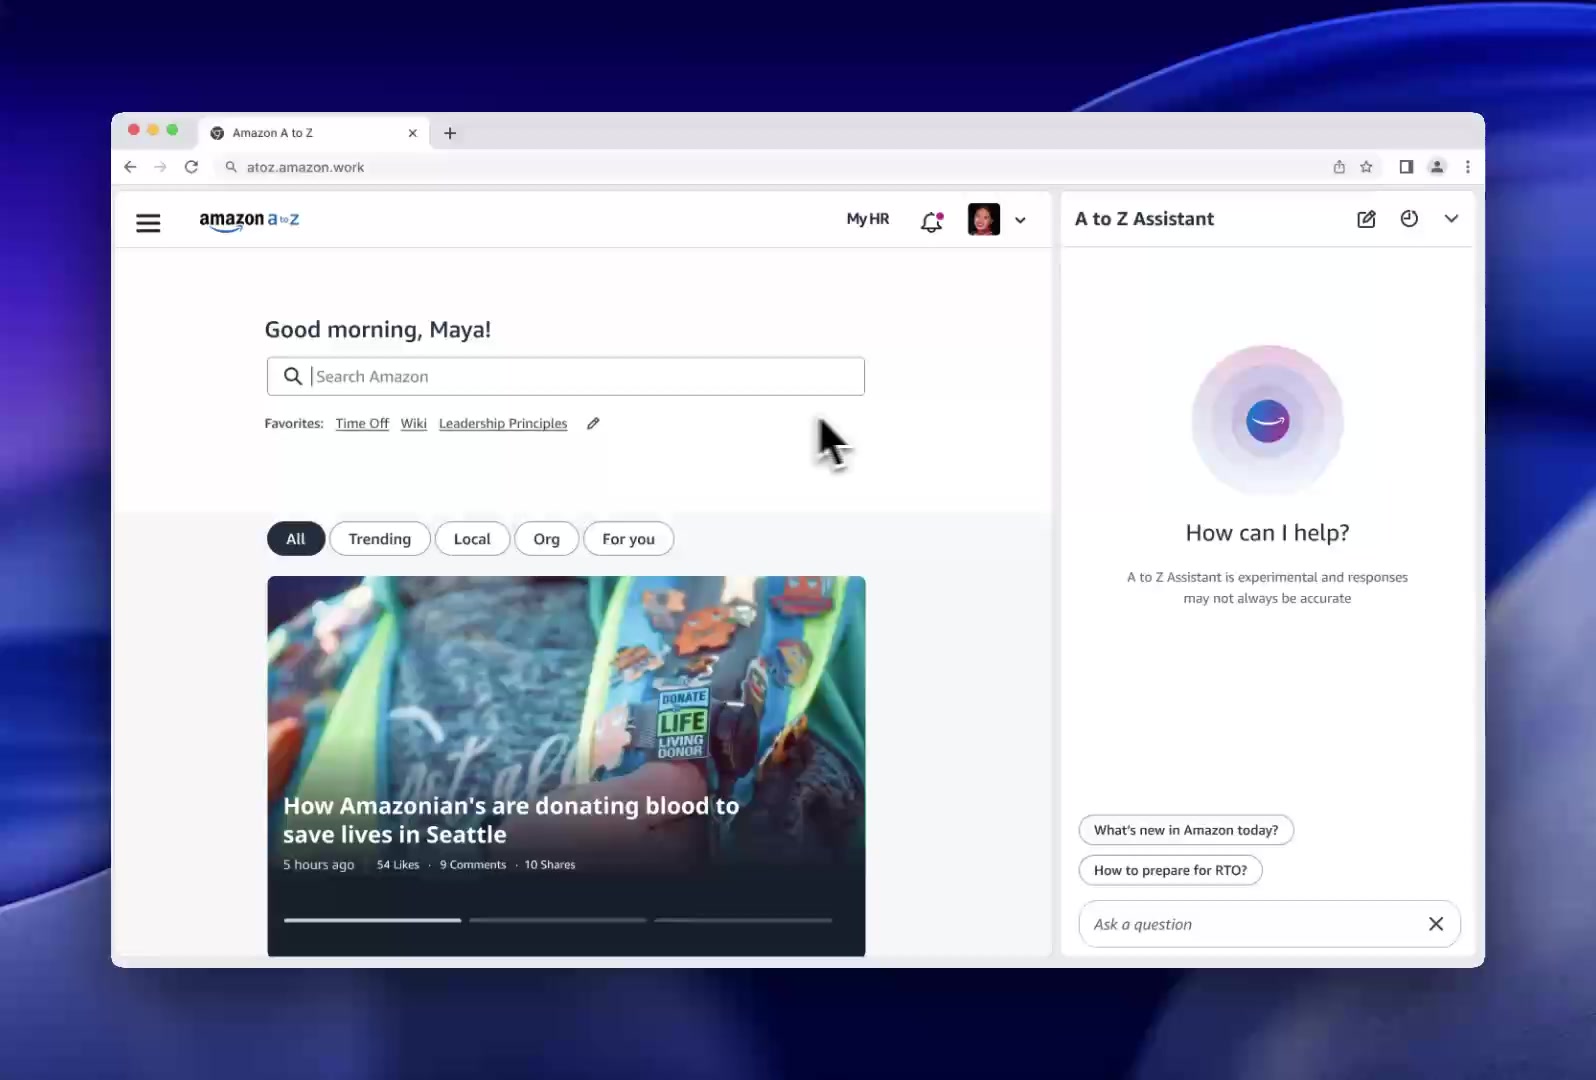 Amazon A to Z
atoz.amazon.work
amazon a to z
My HR
Good morning, Maya!
Search Amazon
Favorites: Time Off Wiki Leadership Principles
All Trending Local Org For you
DONATE
LIFE
LIVING
DONOR
How Amazonian's are donating blood to
save lives in Seattle
5 hours ago 54 Likes · 9 Comments · 10 Shares
A to Z Assistant
How can I help?
A to Z Assistant is experimental and responses
may not always be accurate
What's new in Amazon today?
How to prepare for RTO?
Ask a question